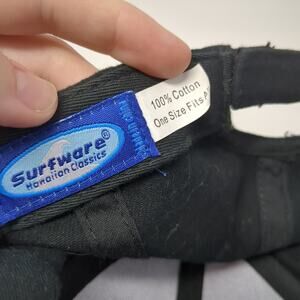 100% Cotton
One Size Fits
Surfware®
Hawaiian Classics